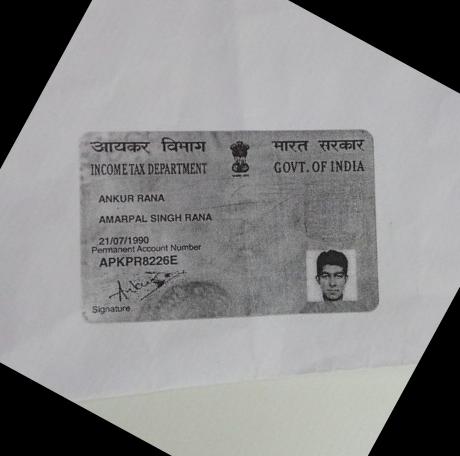 आयकर विभाग भारत सरकार
INCOME TAX DEPARTMENT GOVT. OF INDIA
ANKUR RANA
AMARPAL SINGH RANA
21/07/1990
Permanent Account Number
APKPR8226E
Ankur
Signature